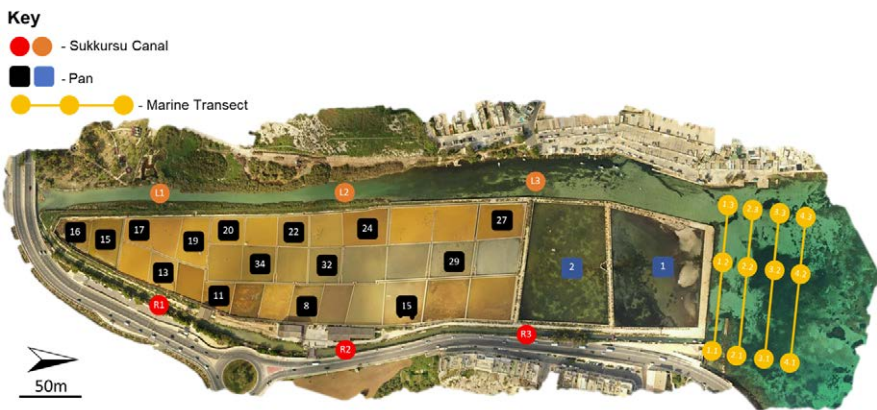 Key
- Sukkursu Canal
- Pan
- Marine Transect
L1
L2
L3
16
15
17
19
20
22
24
27
13
34
32
29
2
1
11
8
15
R1
R2
R3
1.3
2.3
3.3
4.3
1.2
2.2
3.2
4.2
1.1
2.1
3.1
4.1
50m